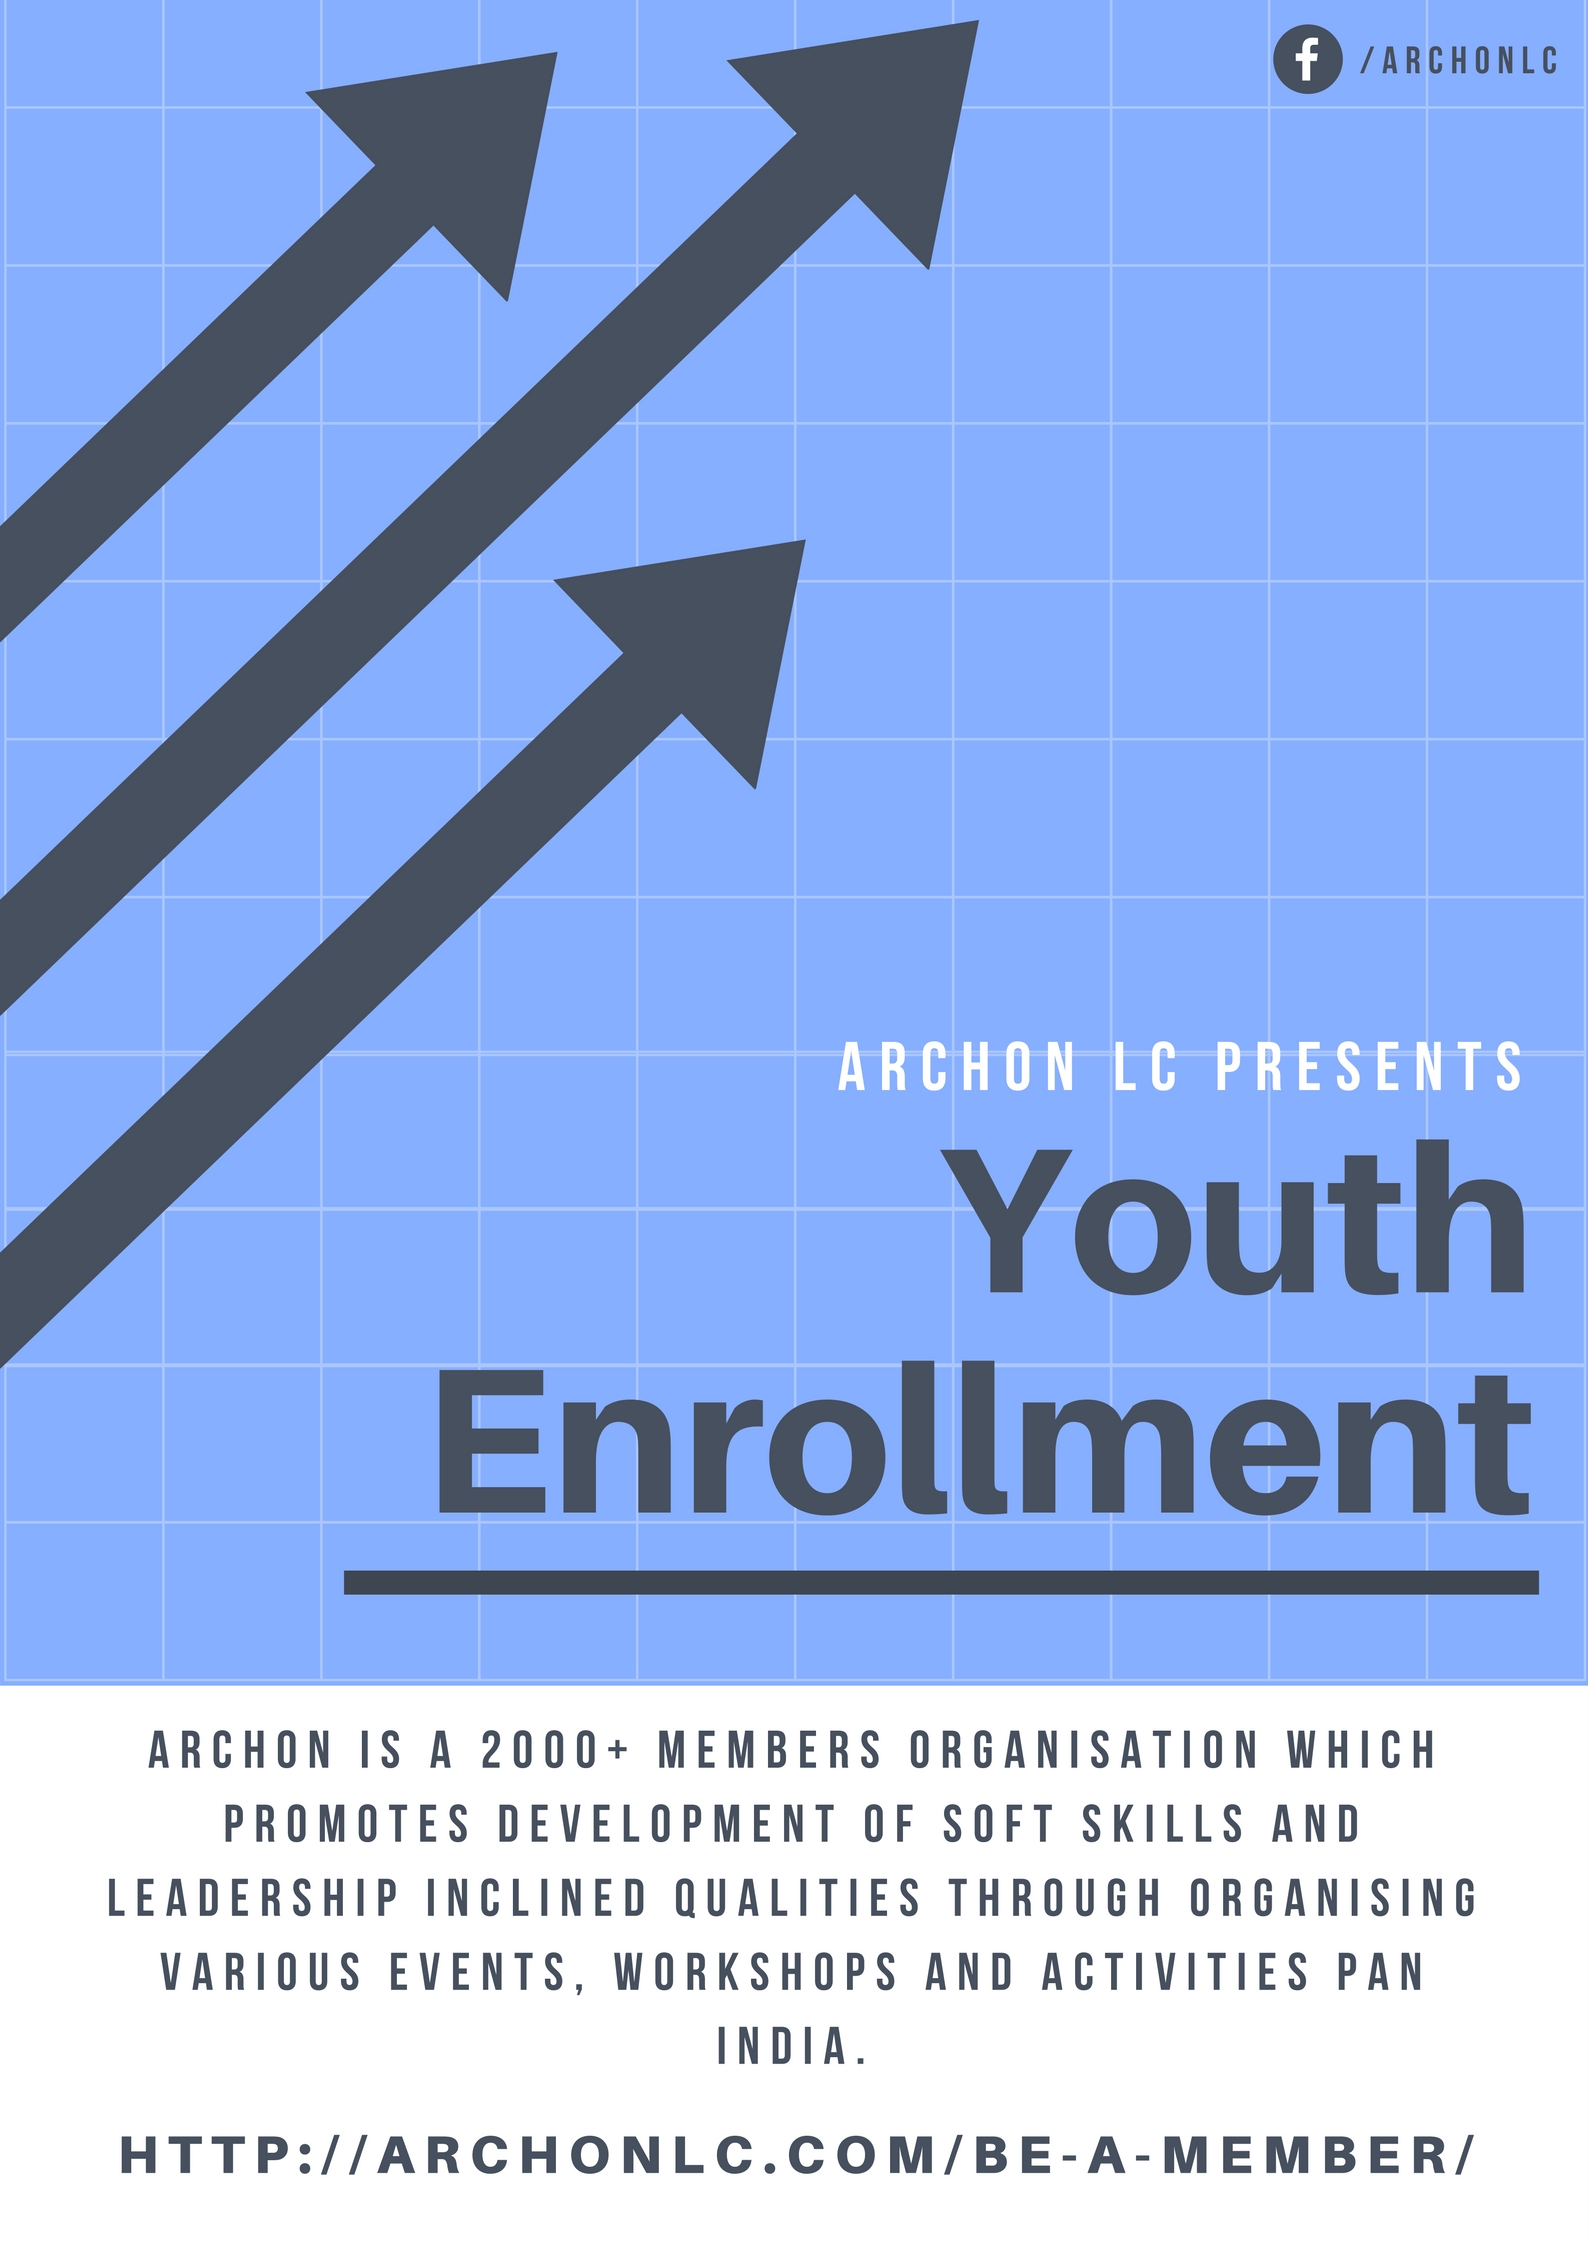 /ARCHONLC
ARCHON LC PRESENTS
Youth
Enrollment
ARCHON IS A 2000+ MEMBERS ORGANISATION WHICH
PROMOTES DEVELOPMENT OF SOFT SKILLS AND
LEADERSHIP INCLINED QUALITIES THROUGH ORGANISING
VARIOUS EVENTS, WORKSHOPS AND ACTIVITIES PAN
INDIA.
HTTP://ARCHONLC.COM/BE-A-MEMBER/